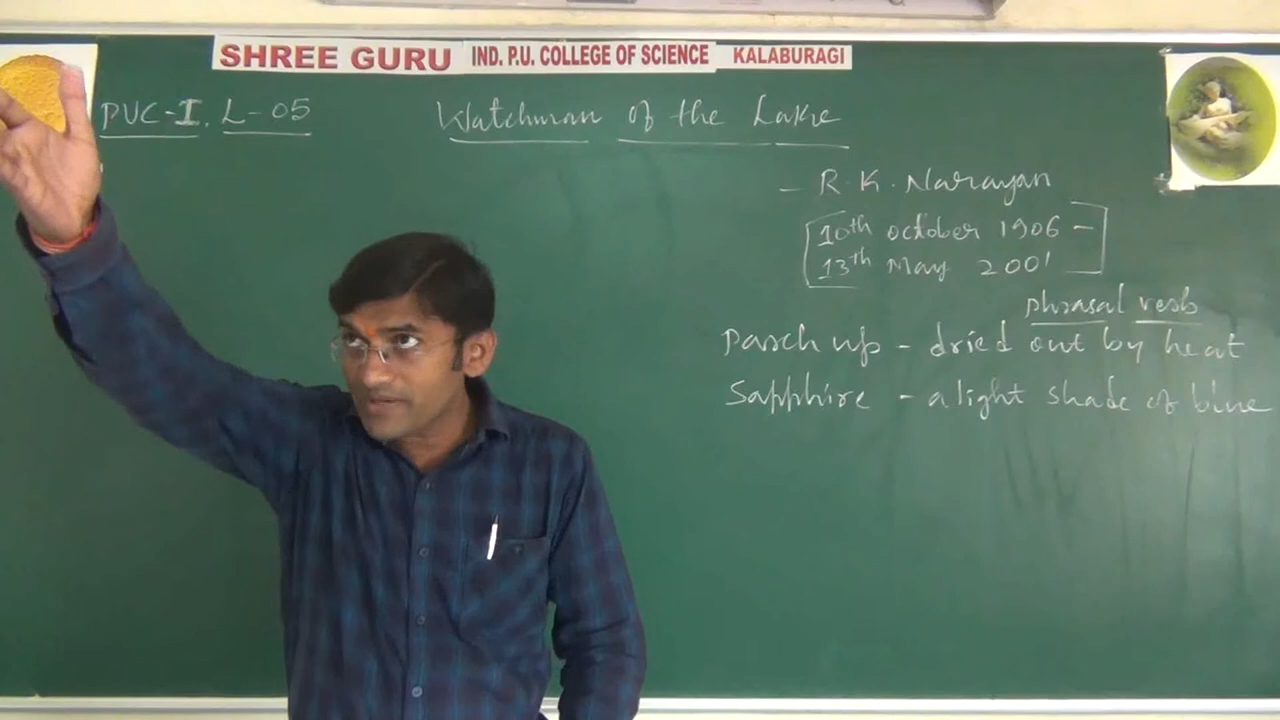 SHREE GURU IND. P.U. COLLEGE OF SCIENCE KALABURAGI
PUC-I. L-05
Watchman of the Lake
- R. K. Narayan
10th october 1906 -
13th May 2001
phrasal verb
Parch up - dried out by heat
Sapphire - a light shade of blue